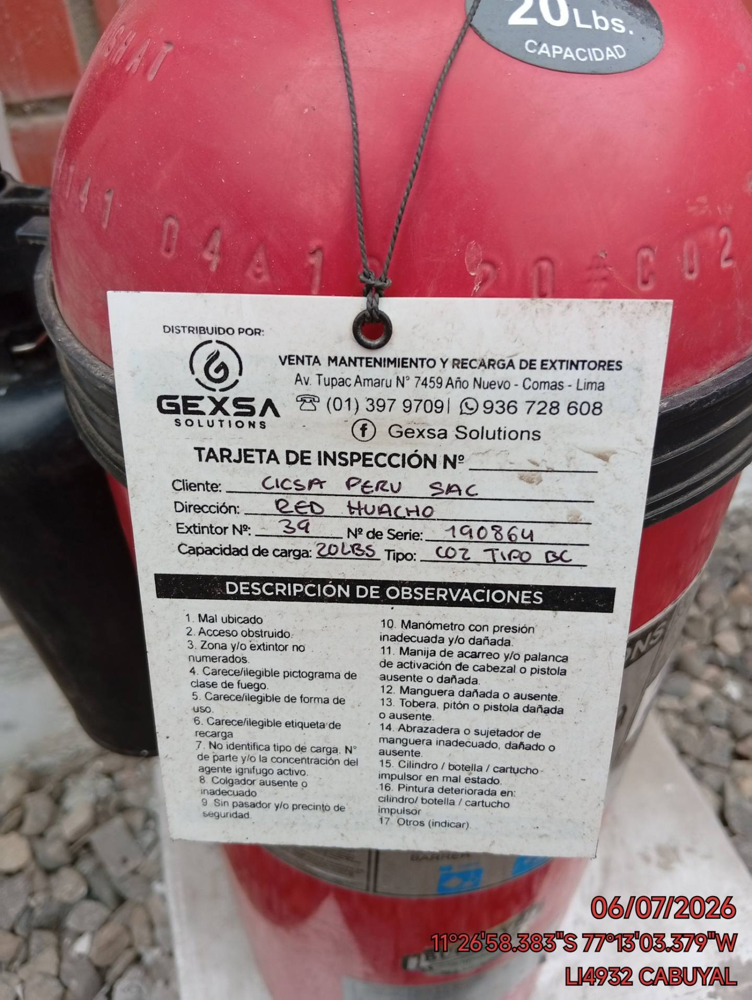 20Lbs.
CAPACIDAD
041 04A12 20#CO2
DISTRIBUIDO POR:
GEXSA
SOLUTIONS
VENTA MANTENIMIENTO Y RECARGA DE EXTINTORES
Av. Tupac Amaru N° 7459 Año Nuevo - Comas - Lima
(01) 397 9709| 936 728 608
Gexsa Solutions
TARJETA DE INSPECCIÓN Nº
Cliente: CICSA PERU SAC
Dirección: RED HUACHO
Extintor Nº: 39 Nº de Serie: 190864
Capacidad de carga: 20LBS Tipo: CO2 TIPO BC
DESCRIPCIÓN DE OBSERVACIONES
1. Mal ubicado
2. Acceso obstruido.
3. Zona y/o extintor no
numerados.
4. Carece/ilegible pictograma de
clase de fuego.
5. Carece/ilegible de forma de
uso.
6. Carece/ilegible etiqueta de
recarga
7. No identifica tipo de carga, N°
de parte y/o la concentración del
agente ignifugo activo.
8. Colgador ausente o
inadecuado
9 Sin pasador y/o precinto de
seguridad.
10. Manómetro con presión
inadecuada y/o dañada.
11. Manija de acarreo y/o palanca
de activación de cabezal o pistola
ausente o dañada.
12. Manguera dañada o ausente.
13. Tobera, pitón o pistola dañada
o ausente.
14. Abrazadera o sujetador de
manguera inadecuado, dañado o
ausente.
15. Cilindro / botella / cartucho
impulsor en mal estado.
16. Pintura deteriorada en:
cilindro/ botella / cartucho
impulsor
17 Otros (indicar).
06/07/2026
11°26'58.383"S 77°13'03.379"W
LI4932 CABUYAL